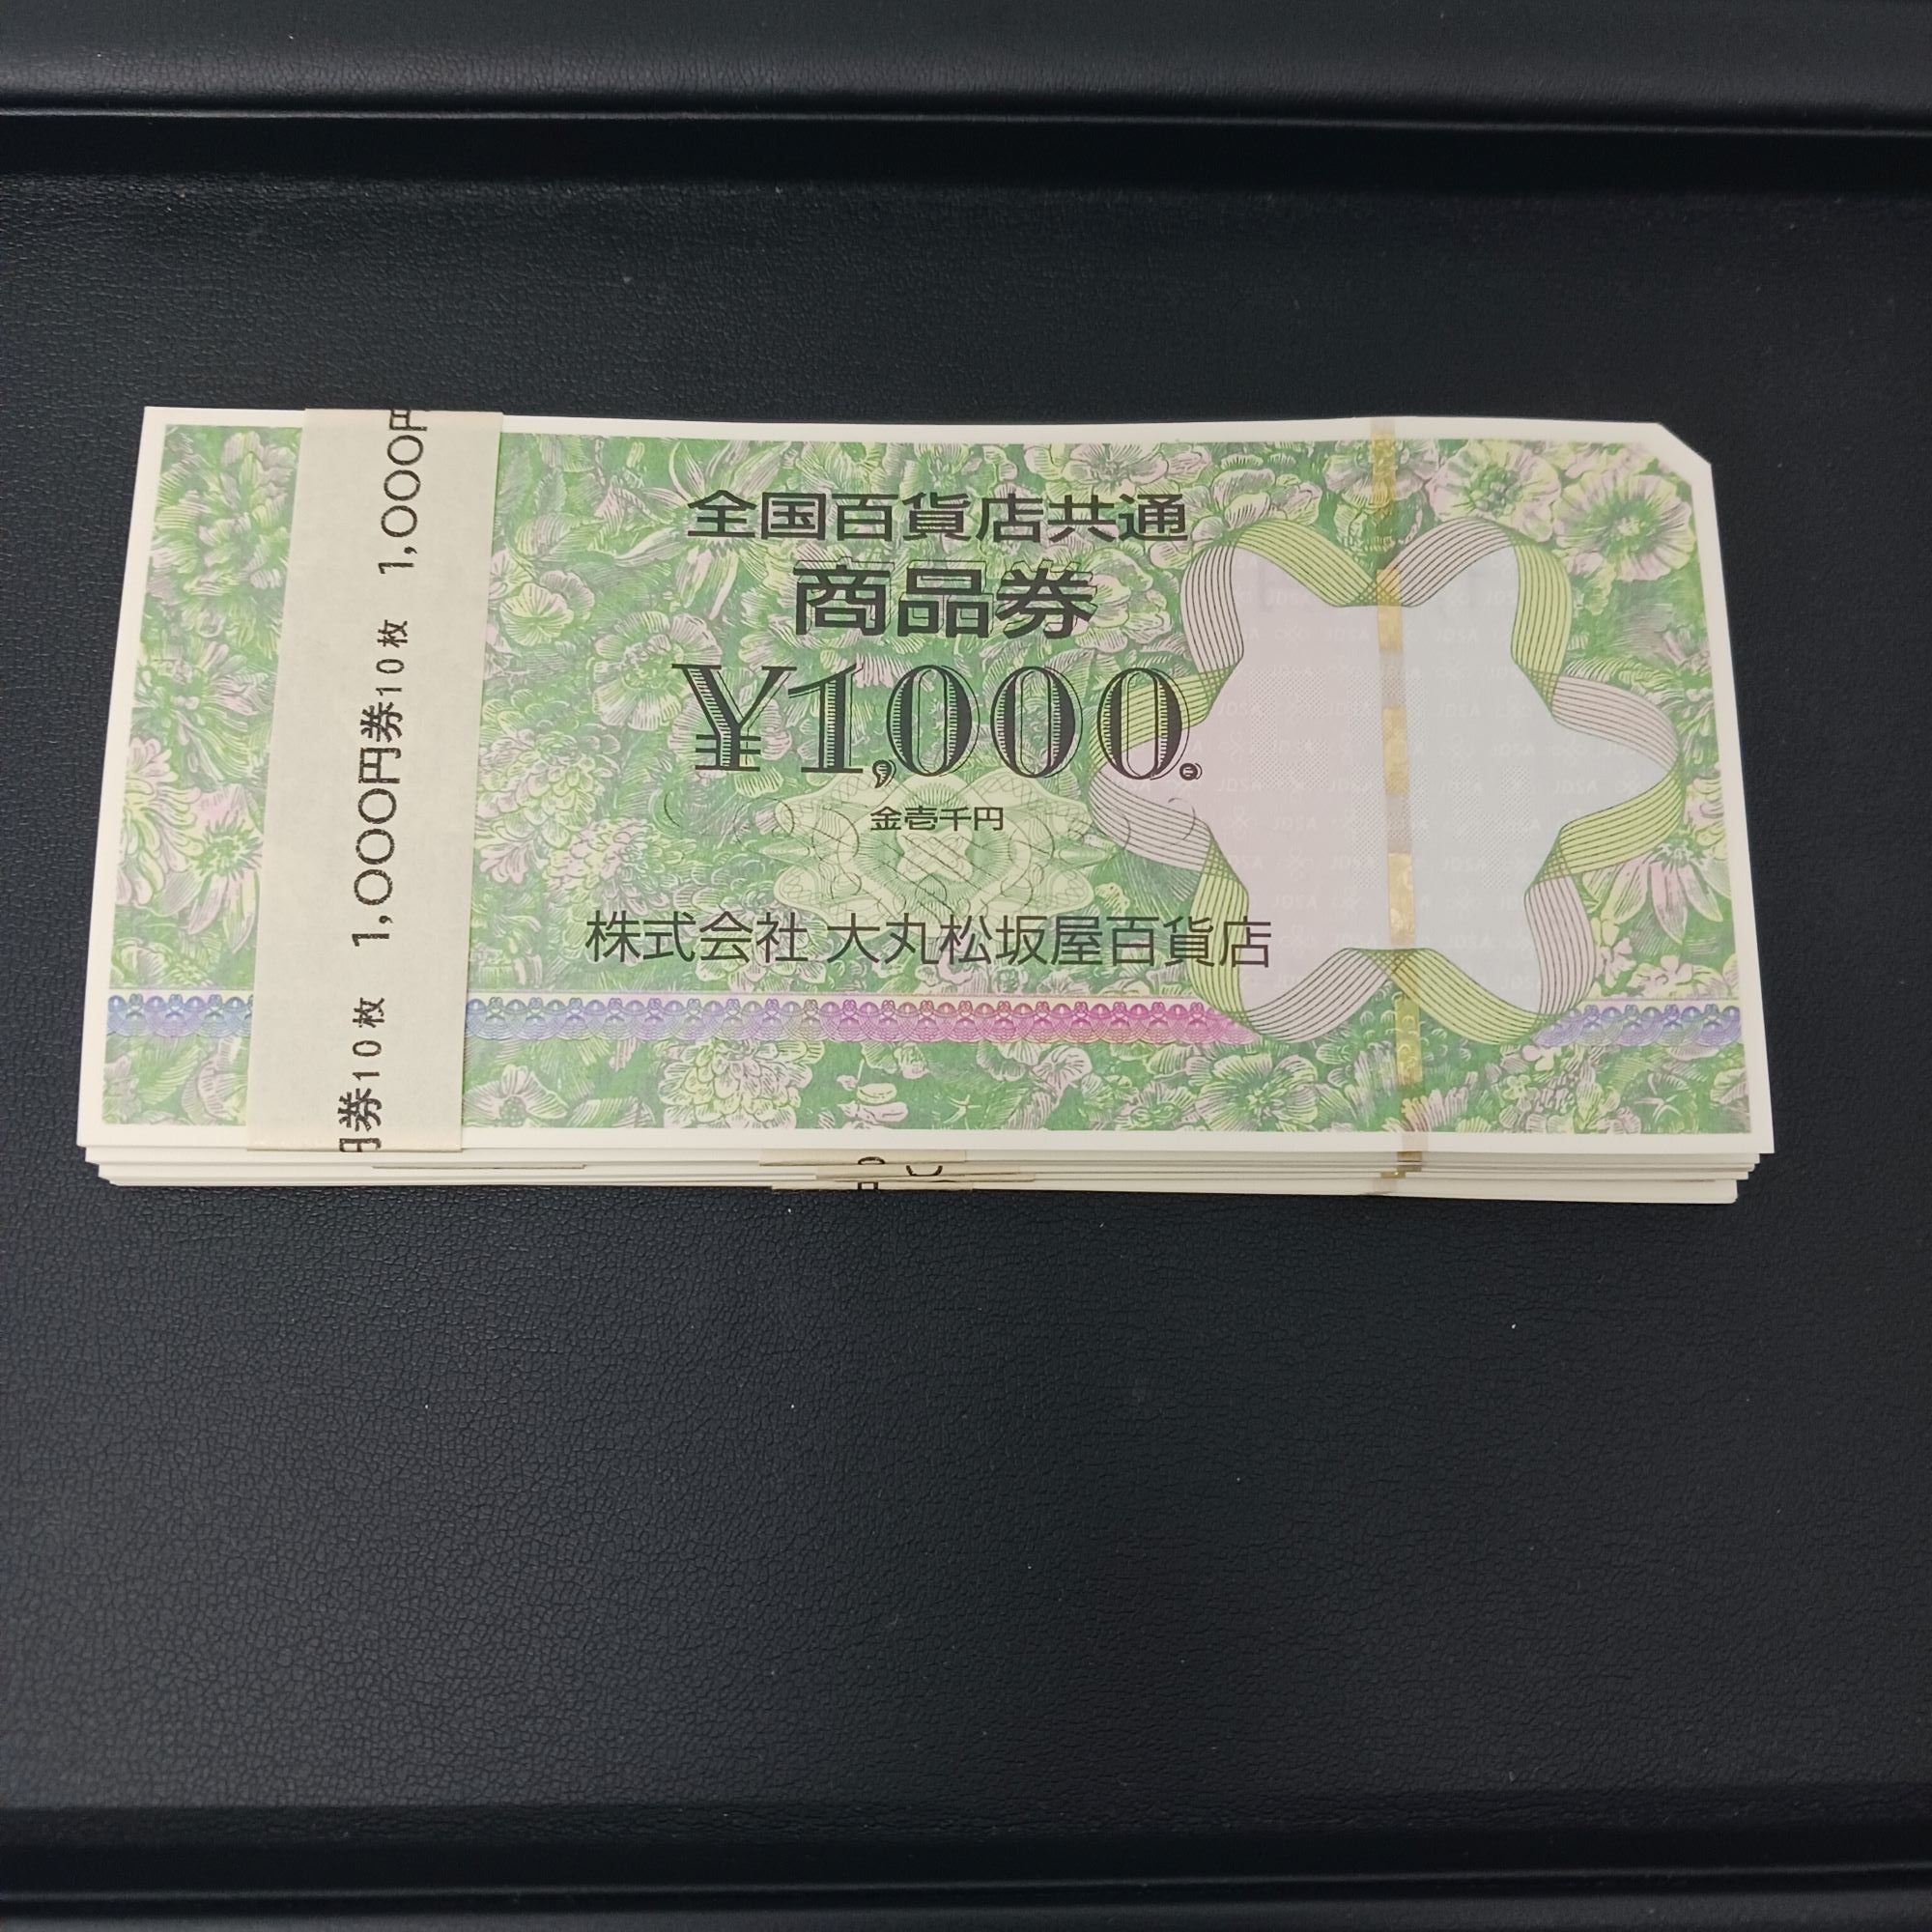 全国百貨店共通
商品券
¥1,000.
金壱千円
株式会社 大丸松坂屋百貨店
円券10枚 1,000円券10枚 1,000円